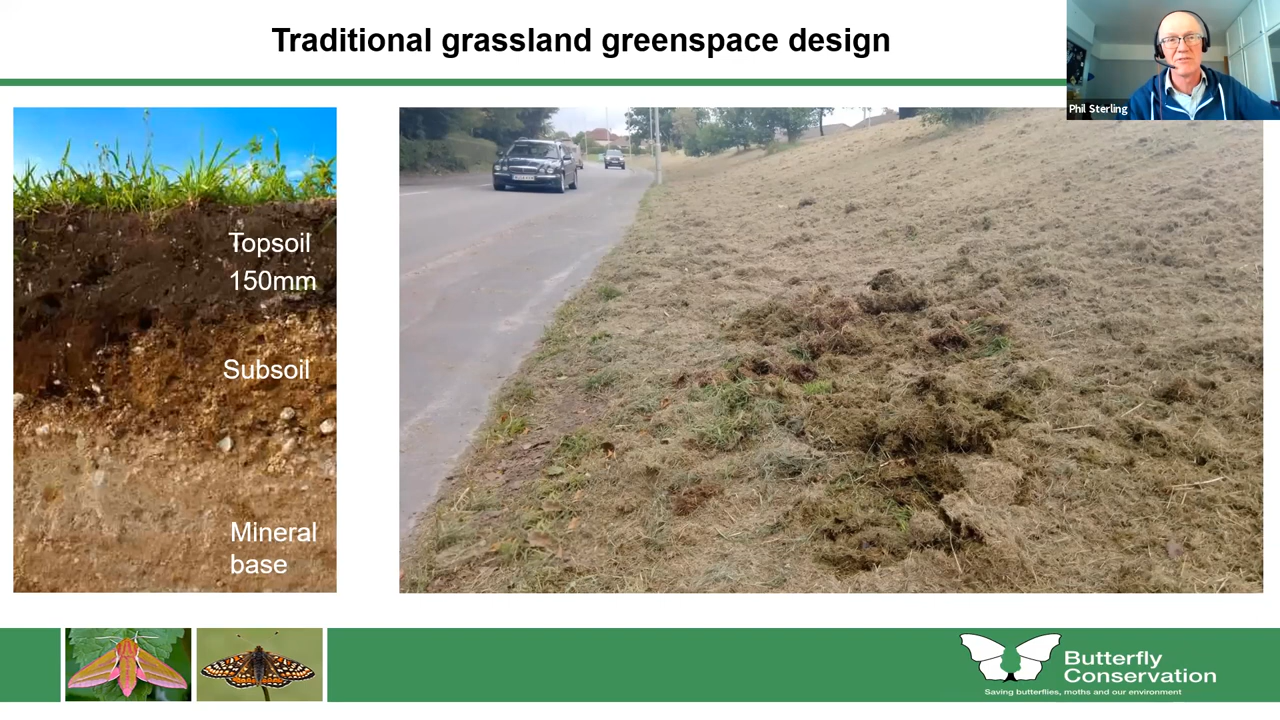 Traditional grassland greenspace design
Phil Sterling
Topsoil
150mm
Subsoil
Mineral
base
Butterfly
Conservation
Saving butterflies, moths and our environment